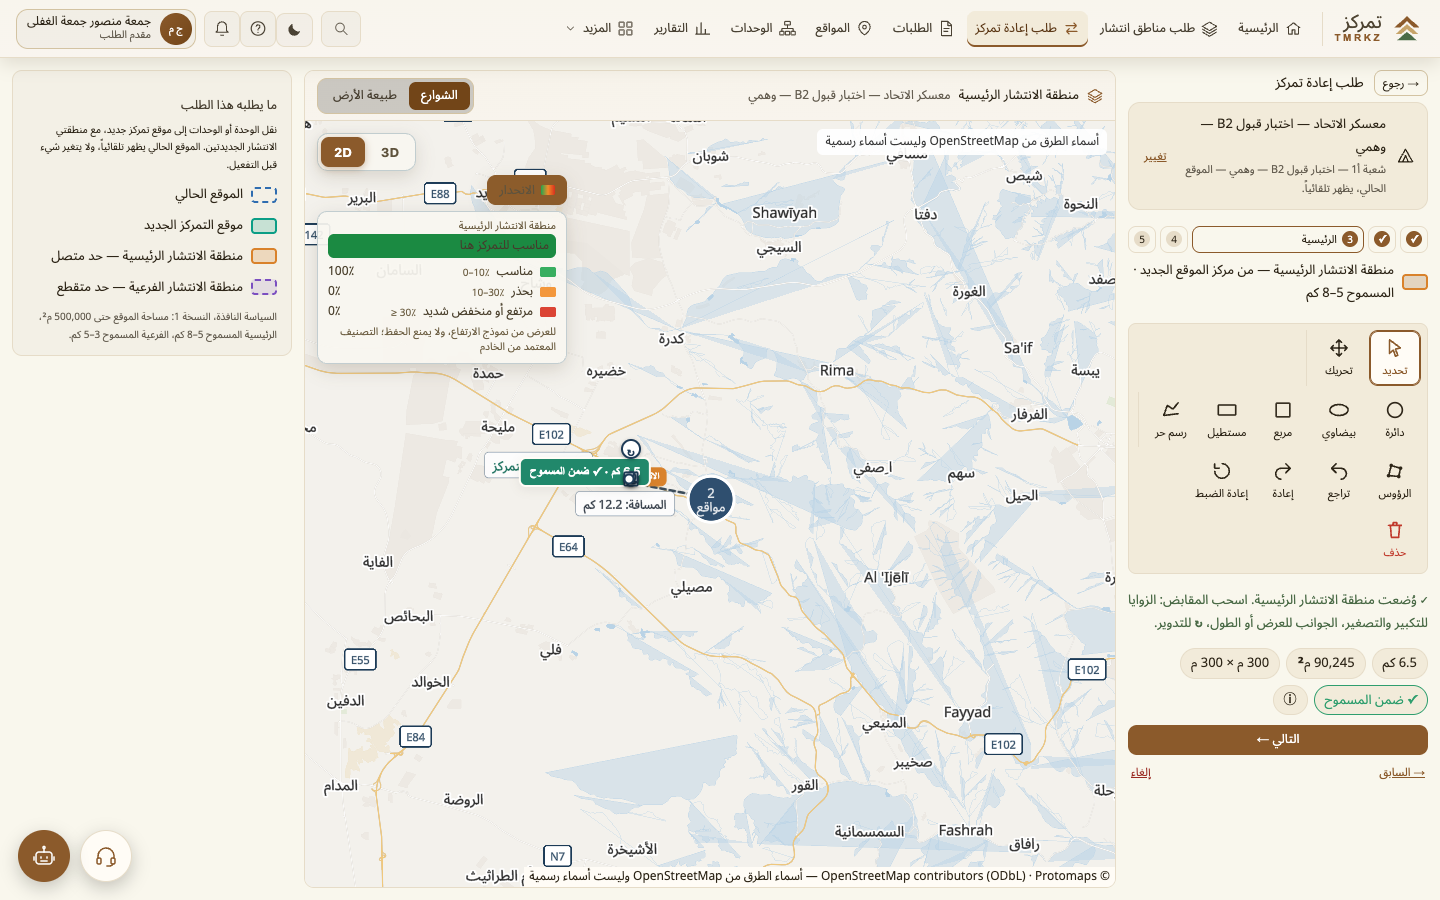 تمركز
TMRKZ
الرئيسية
طلب مناطق انتشار
طلب إعادة تمركز
الطلبات
المواقع
الوحدات
التقارير
المزيد
جمعة منصور جمعة الغفلي
مقدم الطلب
ج م
→ رجوع
طلب إعادة تمركز
معسكر الاتحاد — اختبار قبول B2 —
وهمي
شعبة أ1 — اختبار قبول B2 — وهمي — الموقع
الحالي، يظهر تلقائياً.
تغيير
✓
✓
3 الرئيسية
4
5
منطقة الانتشار الرئيسية — من مركز الموقع الجديد ·
المسموح 5–8 كم
تحديد
تحريك
دائرة
بيضاوي
مربع
مستطيل
رسم حر
الرؤوس
تراجع
إعادة
إعادة الضبط
حذف
✓ وُضعت منطقة الانتشار الرئيسية. اسحب المقابض: الزوايا
للتكبير والتصغير، الجوانب للعرض أو الطول، ↻ للتدوير.
6.5 كم
90,245 م²
300 م × 300 م
✓ ضمن المسموح
ⓘ
التالي ←
→ السابق
إلغاء
منطقة الانتشار الرئيسية معسكر الاتحاد — اختبار قبول B2 — وهمي
الشوارع
طبيعة الأرض
أسماء الطرق من OpenStreetMap وليست أسماء رسمية
2D
3D
الانحدار
منطقة الانتشار الرئيسية
مناسب للتمركز هنا
مناسب 0–10٪ 100٪
بحذر 10–30٪ 0٪
مرتفع أو منخفض شديد ≥ 30٪ 0٪
للعرض من نموذج الارتفاع، ولا يمنع الحفظ؛ التصنيف
المعتمد من الخادم
شوبان
شيص
النحوة
البرير
E88
Shawīyah
دفتا
السيجي
السامان
الغورة
كدرة
Sa'if
يبسة
حمدة
خضيره
Rima
الفرفار
مليحة
E102
6.5 كم · ✓ ضمن المسموح
المسافة: 12.2 كم
2
مواقع
اصفي
سهم
الحيل
E64
الفاية
Al 'Ijēlī
مصيلي
البحائص
فلي
E55
الخوالد
E102
الدفين
Fayyad
المنيعي
E84
E102
صخيبر
المدام
الروضة
القور
السمسمانية
Fashrah
رافاق
الأشيخرة
N7
الطرائيث
© OpenStreetMap contributors (ODbL) · Protomaps — أسماء الطرق من OpenStreetMap وليست أسماء رسمية
ما يطلبه هذا الطلب
نقل الوحدة أو الوحدات إلى موقع تمركز جديد، مع منطقتي
الانتشار الجديدتين. الموقع الحالي يظهر تلقائياً، ولا يتغير شيء
قبل التفعيل.
الموقع الحالي
موقع التمركز الجديد
منطقة الانتشار الرئيسية — حد متصل
منطقة الانتشار الفرعية — حد متقطع
السياسة النافذة، النسخة 1: مساحة الموقع حتى 500,000 م²،
الرئيسية المسموح 5–8 كم، الفرعية المسموح 3–5 كم.